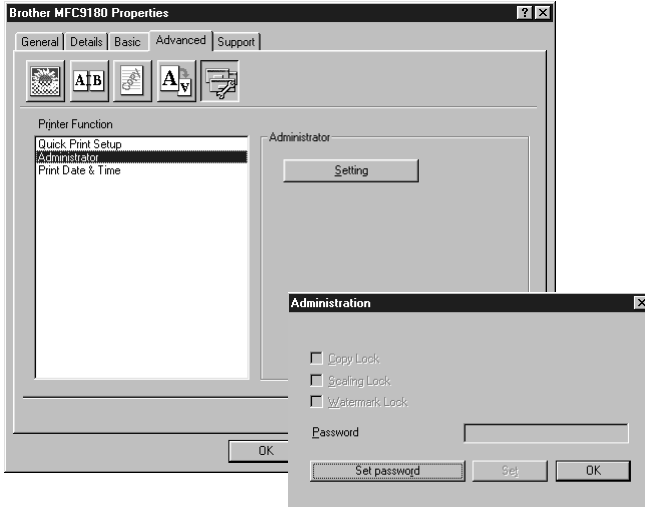 Brother MFC9180 Properties
General Details Basic Advanced Support
A B
A A
Printer Function
Quick Print Setup
Administrator
Print Date & Time
Administrator
Setting
OK
Administration
Copy Lock
Scaling Lock
Watermark Lock
Password
Set password Set OK